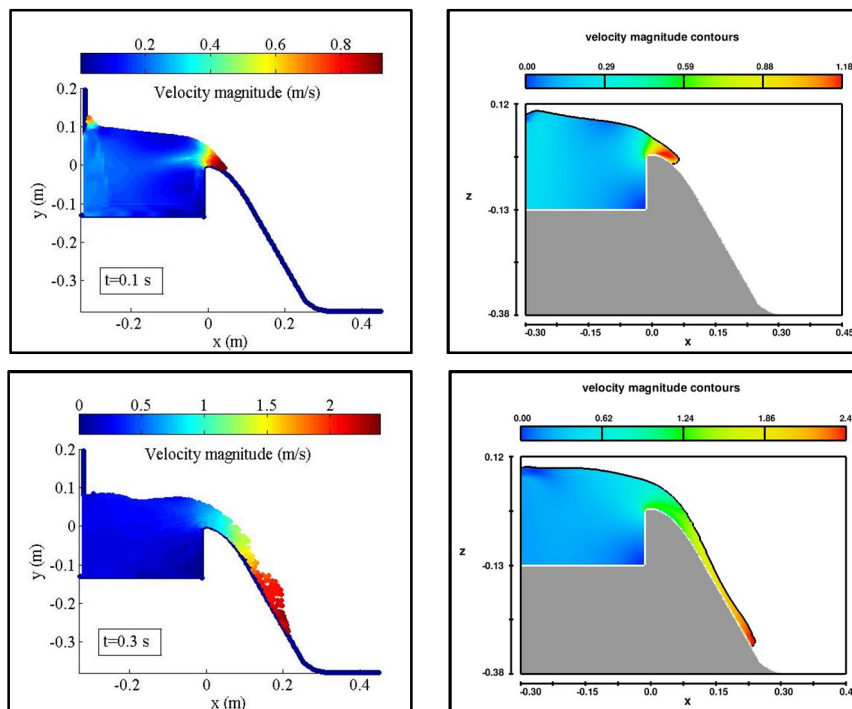 0.2 0.4 0.6 0.8
Velocity magnitude (m/s)
0.2
0.1
0
-0.1
-0.2
-0.3
y (m)
t=0.1 s
-0.2 0 0.2 0.4
x (m)
velocity magnitude contours
0.00 0.29 0.59 0.88 1.18
0.12
z
-0.13
-0.38
-0.30 -0.15 0.0 0.15 0.30 0.45
x
0 0.5 1 1.5 2
Velocity magnitude (m/s)
0.2
0.1
0
-0.1
-0.2
-0.3
y (m)
t=0.3 s
-0.2 0 0.2 0.4
x (m)
velocity magnitude contours
0.00 0.62 1.24 1.86 2.4
0.12
z
-0.13
-0.38
-0.30 -0.15 0.0 0.15 0.30 0.45
x